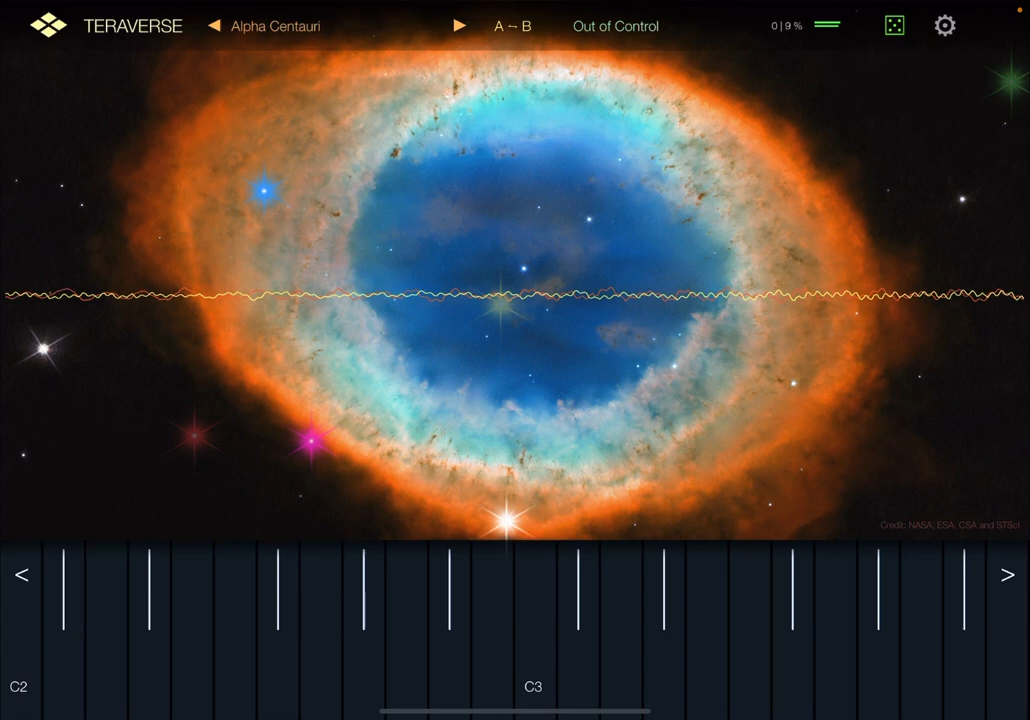 TERAVERSE Alpha Centauri A – B Out of Control 0|9 %
Credit: NASA, ESA, CSA and STScI
< >
C2 C3